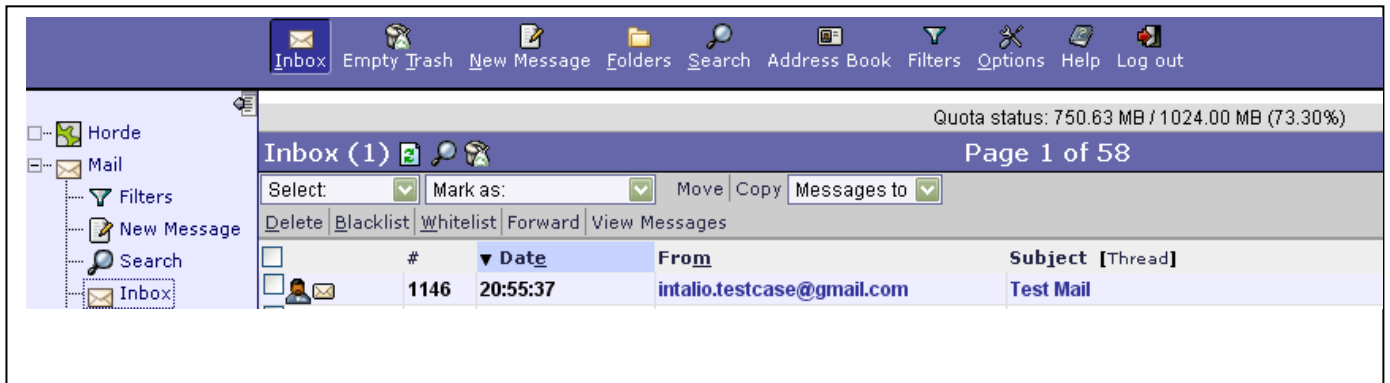 Inbox Empty Trash New Message Folders Search Address Book Filters Options Help Log out
Quota status: 750.63 MB / 1024.00 MB (73.30%)
Horde
Mail
Filters
New Message
Search
Inbox
Inbox (1) Page 1 of 58
Select: Mark as: Move Copy Messages to
Delete Blacklist Whitelist Forward View Messages
# ▼ Date From Subject [Thread]
1146 20:55:37 intalio.testcase@gmail.com Test Mail